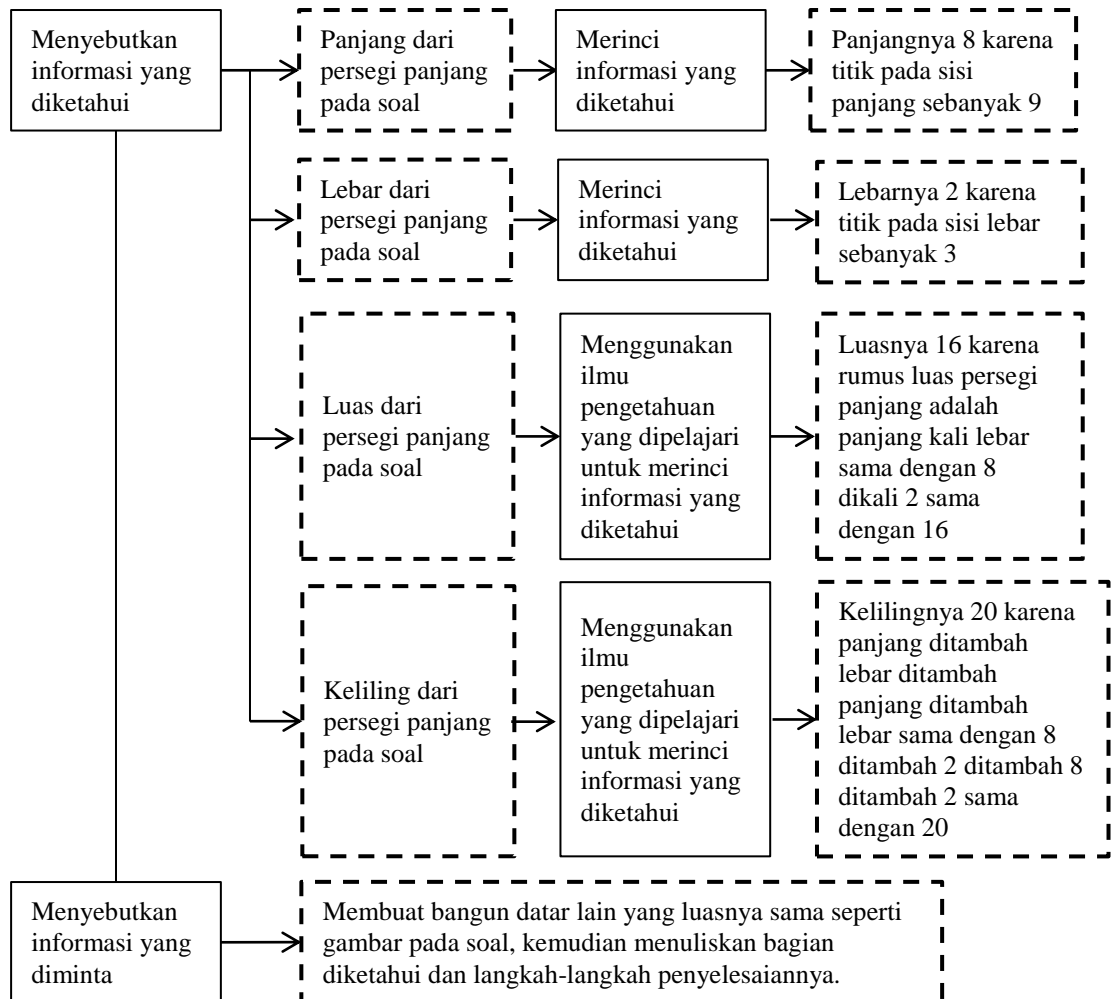 Menyebutkan
informasi yang
diketahui
Panjang dari
persegi panjang
pada soal
Merinci
informasi yang
diketahui
Panjangnya 8 karena
titik pada sisi
panjang sebanyak 9
Lebar dari
persegi panjang
pada soal
Merinci
informasi yang
diketahui
Lebarnya 2 karena
titik pada sisi lebar
sebanyak 3
Luas dari
persegi panjang
pada soal
Menggunakan
ilmu
pengetahuan
yang dipelajari
untuk merinci
informasi yang
diketahui
Luasnya 16 karena
rumus luas persegi
panjang adalah
panjang kali lebar
sama dengan 8
dikali 2 sama
dengan 16
Keliling dari
persegi panjang
pada soal
Menggunakan
ilmu
pengetahuan
yang dipelajari
untuk merinci
informasi yang
diketahui
Kelilingnya 20 karena
panjang ditambah
lebar ditambah
panjang ditambah
lebar sama dengan 8
ditambah 2 ditambah 8
ditambah 2 sama
dengan 20
Menyebutkan
informasi yang
diminta
Membuat bangun datar lain yang luasnya sama seperti
gambar pada soal, kemudian menuliskan bagian
diketahui dan langkah-langkah penyelesaiannya.